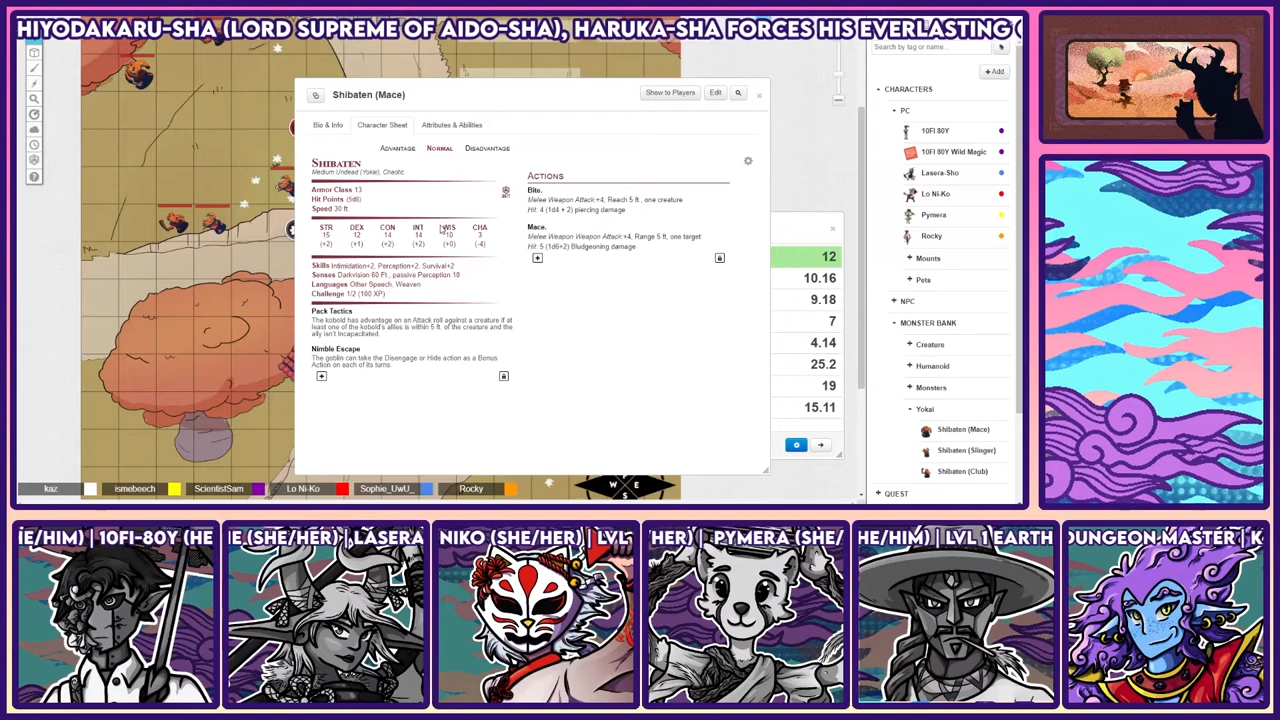 HIYODAKARU-SHA (LORD SUPREME OF AIDO-SHA), HARUKA-SHA FORCES HIS EVERLASTING
Search by tag or name...
+ Add
Shibaten (Mace)
Show to Players
Edit
Bio & Info
Character Sheet
Attributes & Abilities
ADVANTAGE NORMAL DISADVANTAGE
SHIBATEN
Medium Undead (Yokai), Chaotic
Armor Class 13
Hit Points (5d8)
Speed 30 ft.
STR DEX CON INT WIS CHA
15 12 14 14 10 3
(+2) (+1) (+2) (+2) (+0) (-4)
Skills Intimidation+2, Perception+2, Survival+2
Senses Darkvision 60 Ft., passive Perception 10
Languages Other Speech, Weaven
Challenge 1/2 (100 XP)
Pack Tactics
The kobold has advantage on an Attack roll against a creature if at
least one of the kobold's allies is within 5 ft. of the creature and the
ally isn't Incapacitated.
Nimble Escape
The goblin can take the Disengage or Hide action as a Bonus
Action on each of its turns.
ACTIONS
Bite.
Melee Weapon Attack:+4, Reach 5 ft., one creature
Hit: 4 (1d4 + 2) piercing damage
Mace.
Melee Weapon Weapon Attack:+4, Range 5 ft, one target
Hit: 5 (1d6+2) Bludgeoning damage
12
10.16
9.18
7
4.14
25.2
19
15.11
CHARACTERS
PC
10FI 80Y
10FI 80Y Wild Magic
Lasera-Sho
Lo Ni-Ko
Pymera
Rocky
Mounts
Pets
NPC
MONSTER BANK
Creature
Humanoid
Monsters
Yokai
Shibaten (Mace)
Shibaten (Slinger)
Shibaten (Club)
QUEST
W E
S
kaz
ismebeech
ScientistSam
Lo Ni-Ko
Sophie_UwU_
Rocky
HE/HIM) | 10FI-80Y (HE
(SHE/HER) | LASERA
NIKO (SHE/HER) | LVL
HER) | PYMERA (SHE/
HE/HIM) | LVL 1 EARTH
DUNGEON MASTER | K